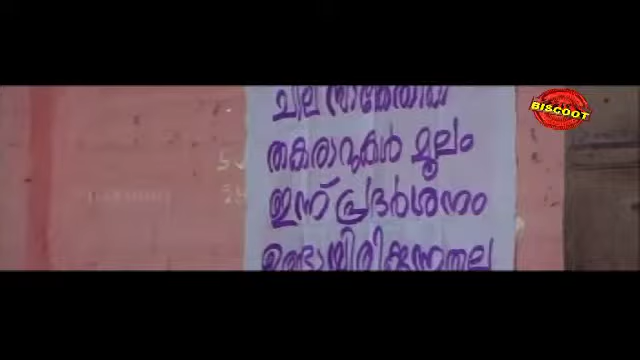 ചില സാങ്കേതിക
തകരാറുകൾ മൂലം
ഇന്ന് പ്രദർശനം
ഉണ്ടായിരിക്കുന്നതല്ല
BISCOOT